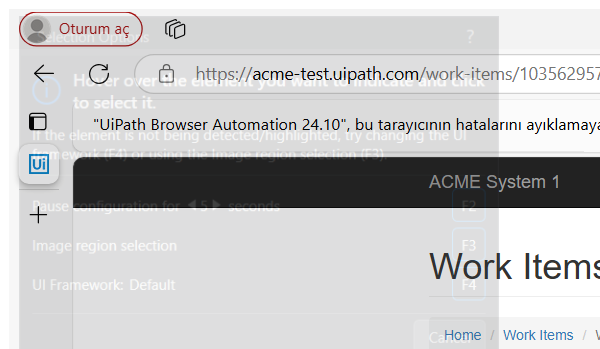 Oturum aç
Selection Options ?
https://acme-test.uipath.com/work-items/103562957
Hover over the element you want to indicate and click
to select it.
"UiPath Browser Automation 24.10", bu tarayıcının hatalarını ayıklamaya
If the element is not being detected/highlighted, try changing the UI
framework (F4) or using the image region selection (F3).
Ui
ACME System 1
Pause configuration for 5 seconds F2
Image region selection F3
Work Items
UI Framework: Default F4
Cancel
Home / Work Items / W